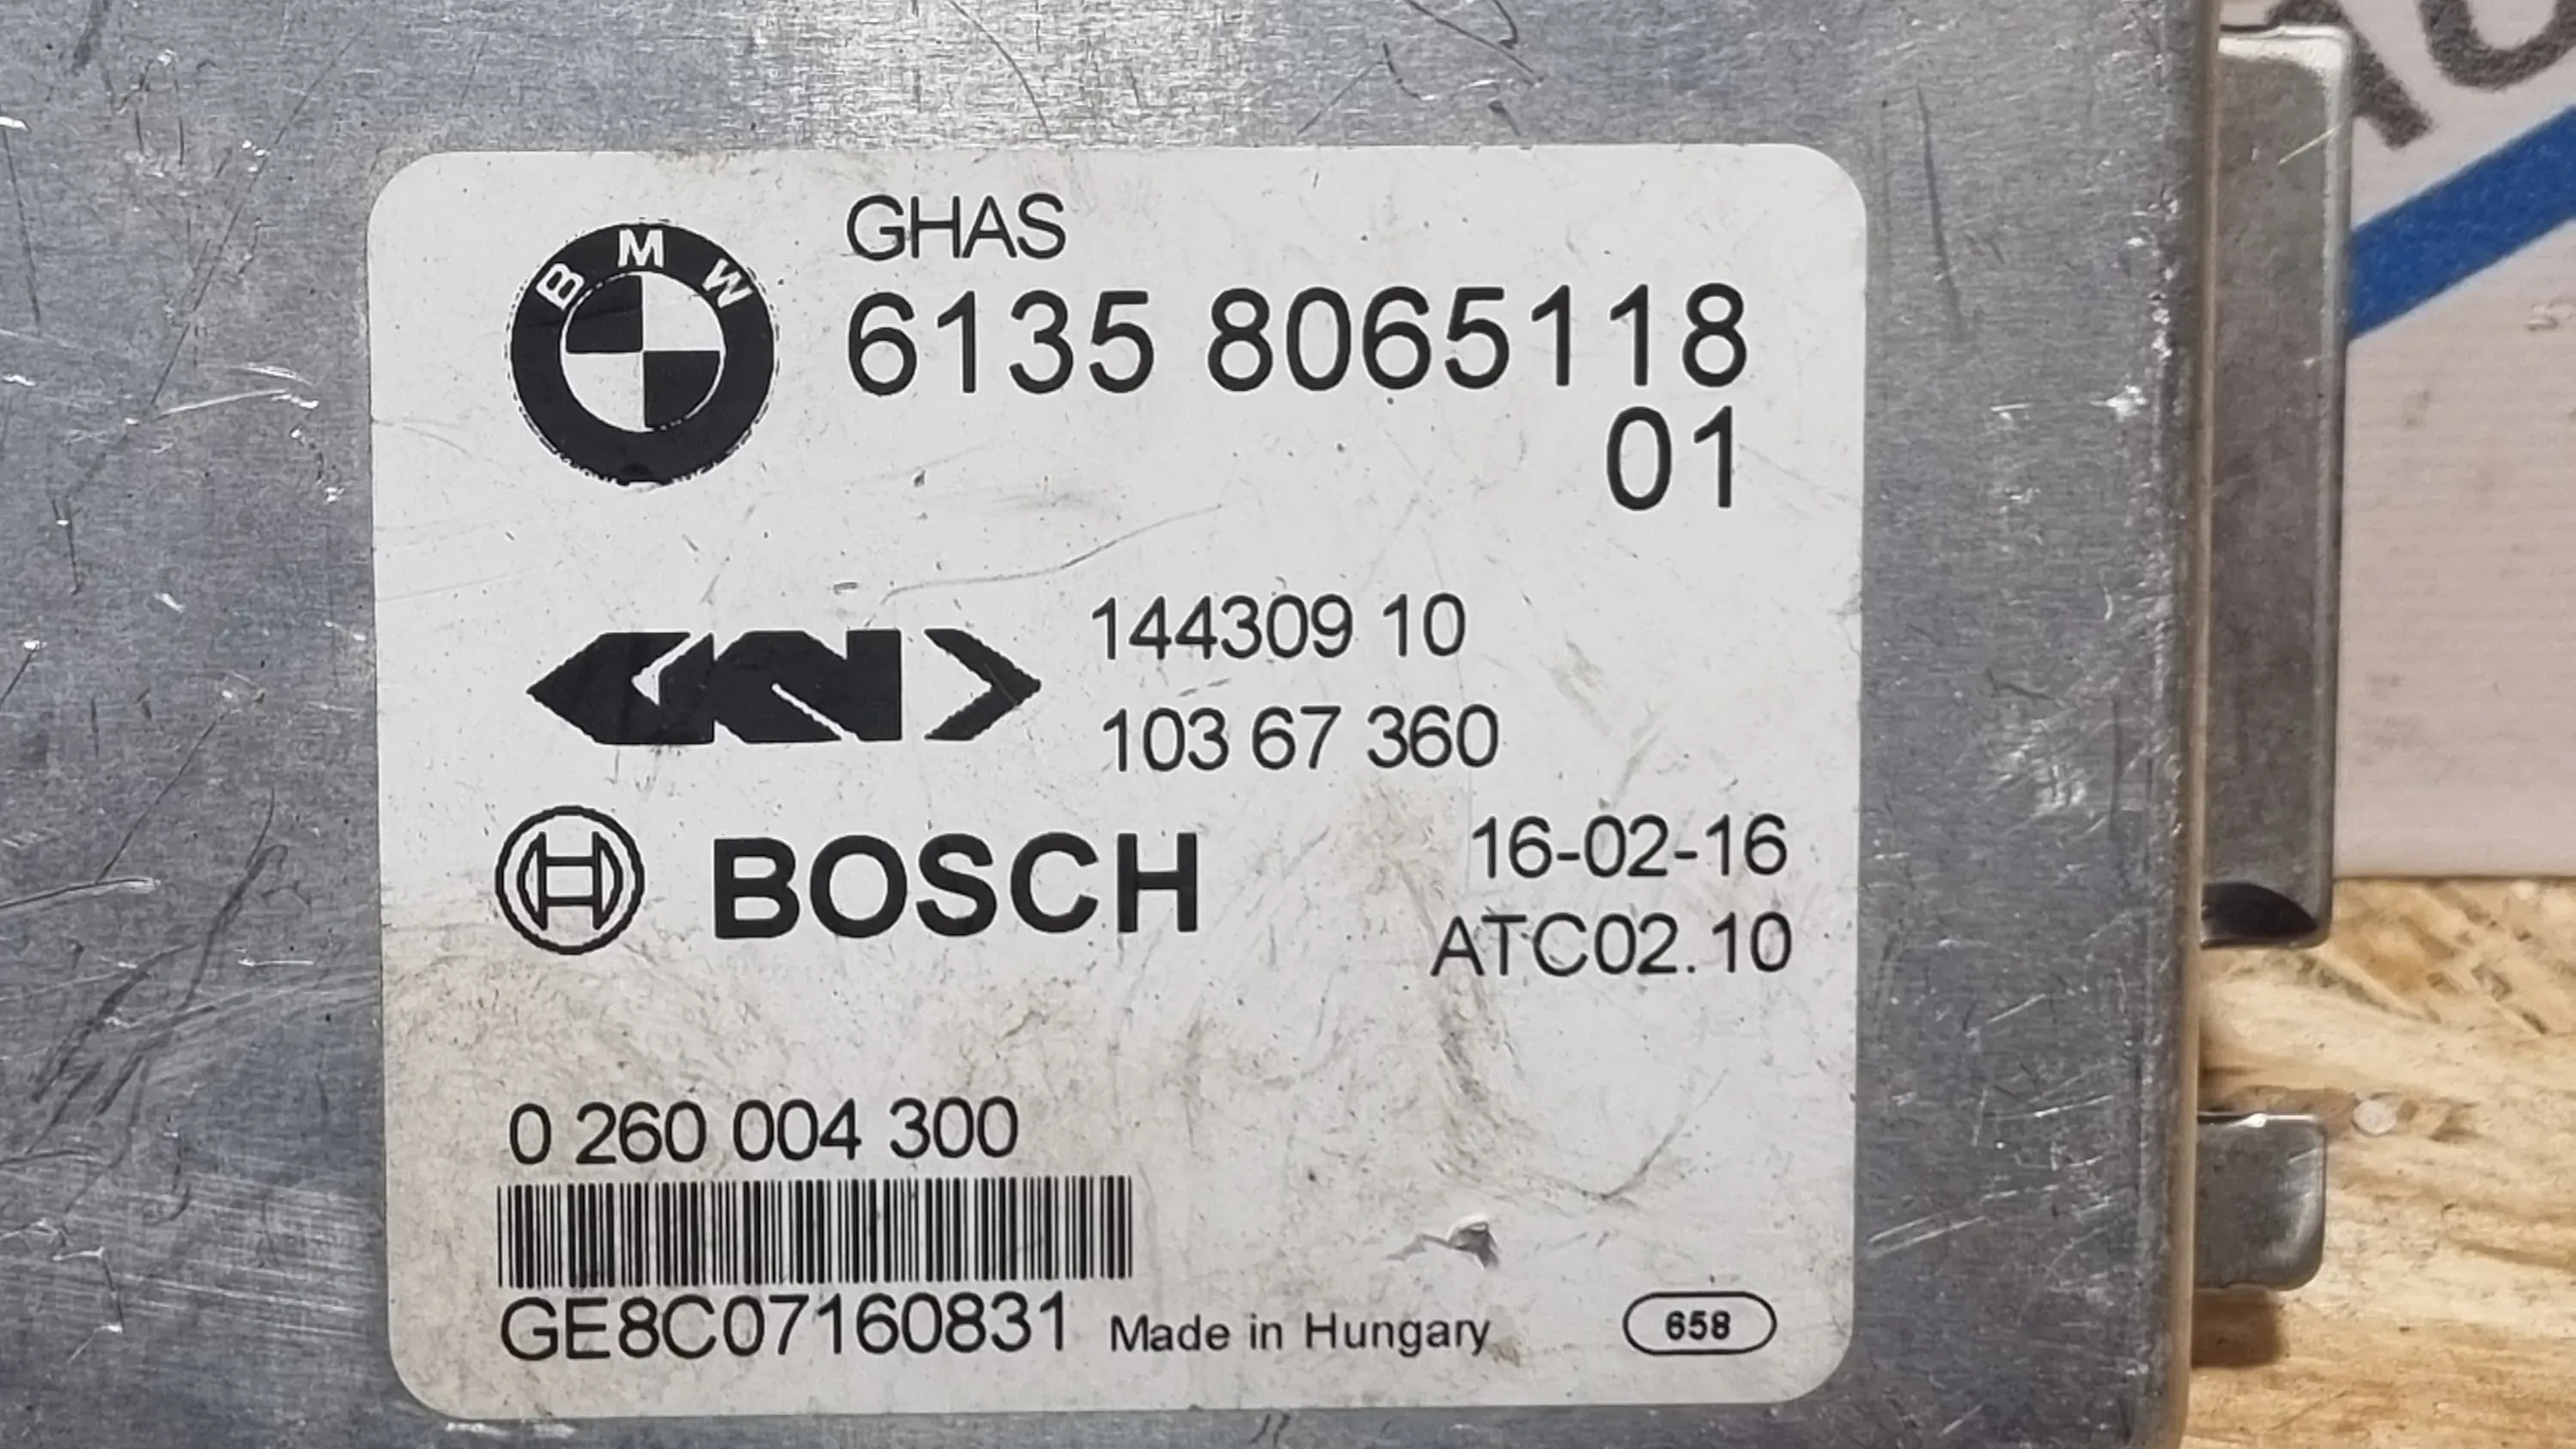 BMW
GHAS
6135 8065118
01
GKN
144309 10
103 67 360
BOSCH
16-02-16
ATC02.10
0 260 004 300
GE8C07160831
Made in Hungary
658